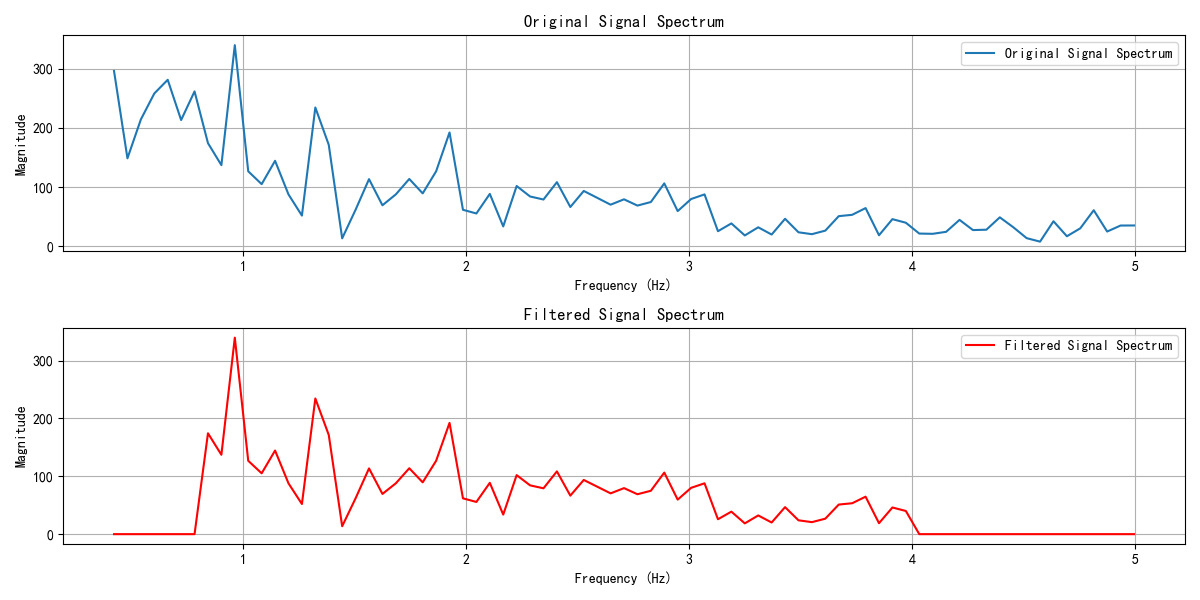 Original Signal Spectrum
Original Signal Spectrum
Magnitude
300
200
100
0
1 2 3 4 5
Frequency (Hz)
Filtered Signal Spectrum
Filtered Signal Spectrum
Magnitude
300
200
100
0
1 2 3 4 5
Frequency (Hz)